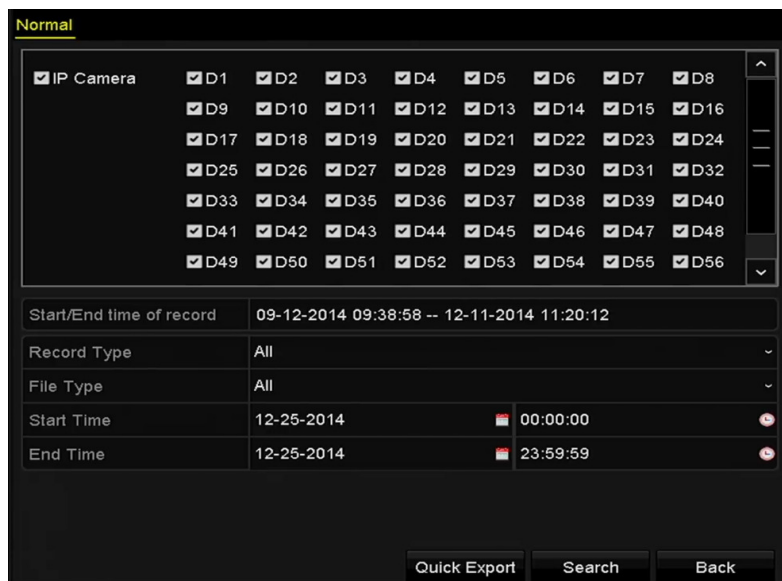 Normal
IP Camera D1 D2 D3 D4 D5 D6 D7 D8
D9 D10 D11 D12 D13 D14 D15 D16
D17 D18 D19 D20 D21 D22 D23 D24
D25 D26 D27 D28 D29 D30 D31 D32
D33 D34 D35 D36 D37 D38 D39 D40
D41 D42 D43 D44 D45 D46 D47 D48
D49 D50 D51 D52 D53 D54 D55 D56
Start/End time of record 09-12-2014 09:38:58 -- 12-11-2014 11:20:12
Record Type All
File Type All
Start Time 12-25-2014 00:00:00
End Time 12-25-2014 23:59:59
Quick Export Search Back